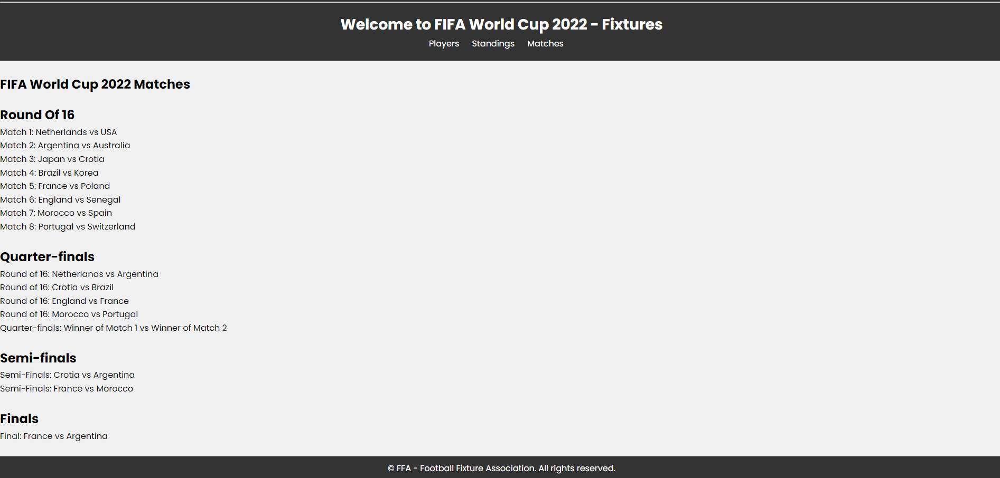 Welcome to FIFA World Cup 2022 - Fixtures
Players Standings Matches
FIFA World Cup 2022 Matches
Round Of 16
Match 1: Netherlands vs USA
Match 2: Argentina vs Australia
Match 3: Japan vs Crotia
Match 4: Brazil vs Korea
Match 5: France vs Poland
Match 6: England vs Senegal
Match 7: Morocco vs Spain
Match 8: Portugal vs Switzerland
Quarter-finals
Round of 16: Netherlands vs Argentina
Round of 16: Crotia vs Brazil
Round of 16: England vs France
Round of 16: Morocco vs Portugal
Quarter-finals: Winner of Match 1 vs Winner of Match 2
Semi-finals
Semi-Finals: Crotia vs Argentina
Semi-Finals: France vs Morocco
Finals
Final: France vs Argentina
© FFA - Football Fixture Association. All rights reserved.